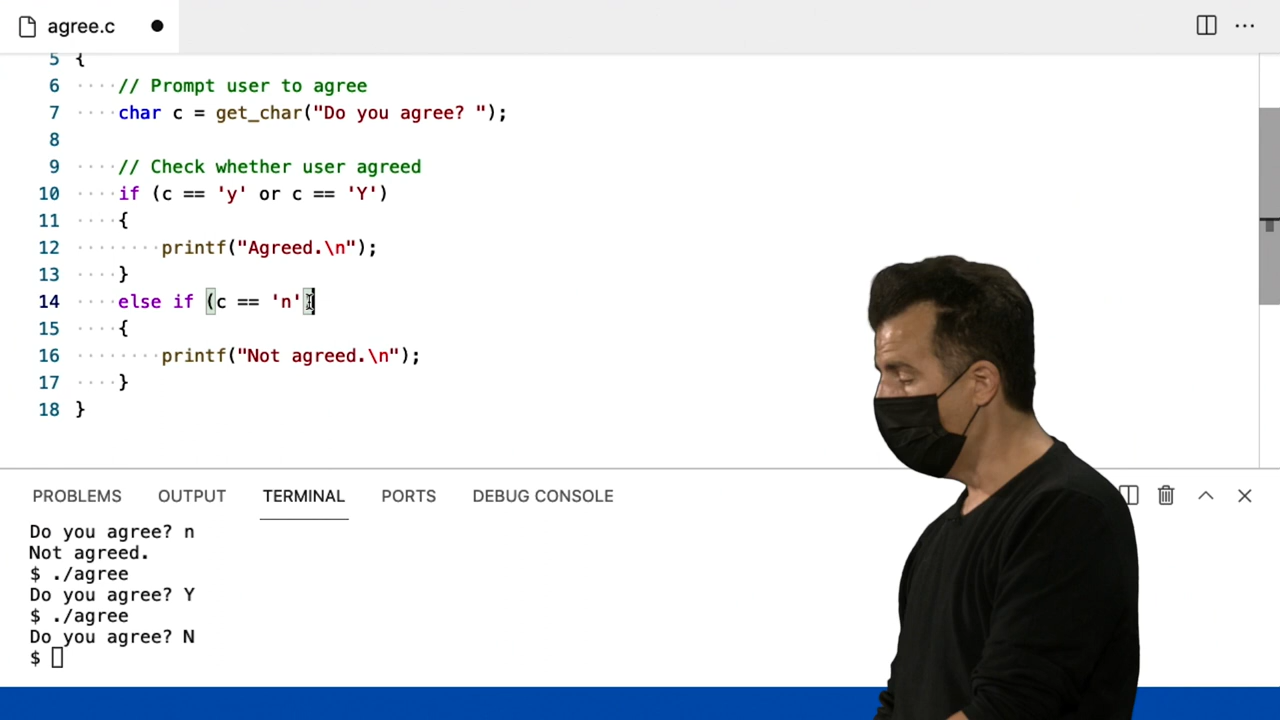 agree.c
5 {
6 // Prompt user to agree
7 char c = get_char("Do you agree? ");
8
9 // Check whether user agreed
10 if (c == 'y' or c == 'Y')
11 {
12 printf("Agreed.\n");
13 }
14 else if (c == 'n')
15 {
16 printf("Not agreed.\n");
17 }
18 }
PROBLEMS OUTPUT TERMINAL PORTS DEBUG CONSOLE
Do you agree? n
Not agreed.
$ ./agree
Do you agree? Y
$ ./agree
Do you agree? N
$